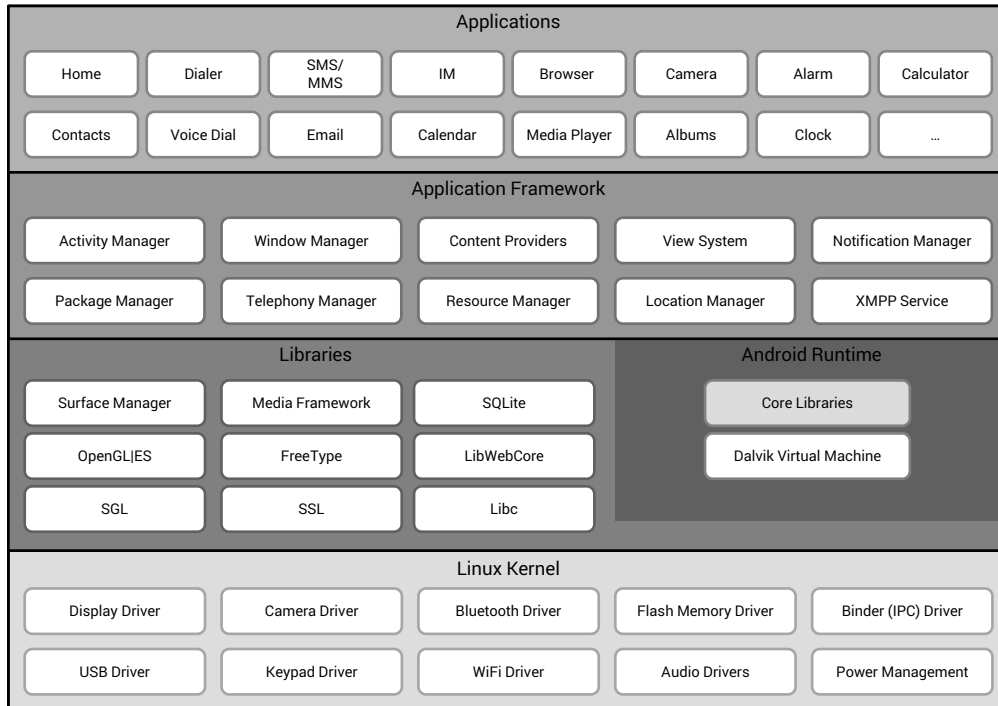 Applications
Home
Dialer
SMS/
MMS
IM
Browser
Camera
Alarm
Calculator
Contacts
Voice Dial
Email
Calendar
Media Player
Albums
Clock
...
Application Framework
Activity Manager
Window Manager
Content Providers
View System
Notification Manager
Package Manager
Telephony Manager
Resource Manager
Location Manager
XMPP Service
Libraries
Surface Manager
Media Framework
SQLite
OpenGL|ES
FreeType
LibWebCore
SGL
SSL
Libc
Android Runtime
Core Libraries
Dalvik Virtual Machine
Linux Kernel
Display Driver
Camera Driver
Bluetooth Driver
Flash Memory Driver
Binder (IPC) Driver
USB Driver
Keypad Driver
WiFi Driver
Audio Drivers
Power Management